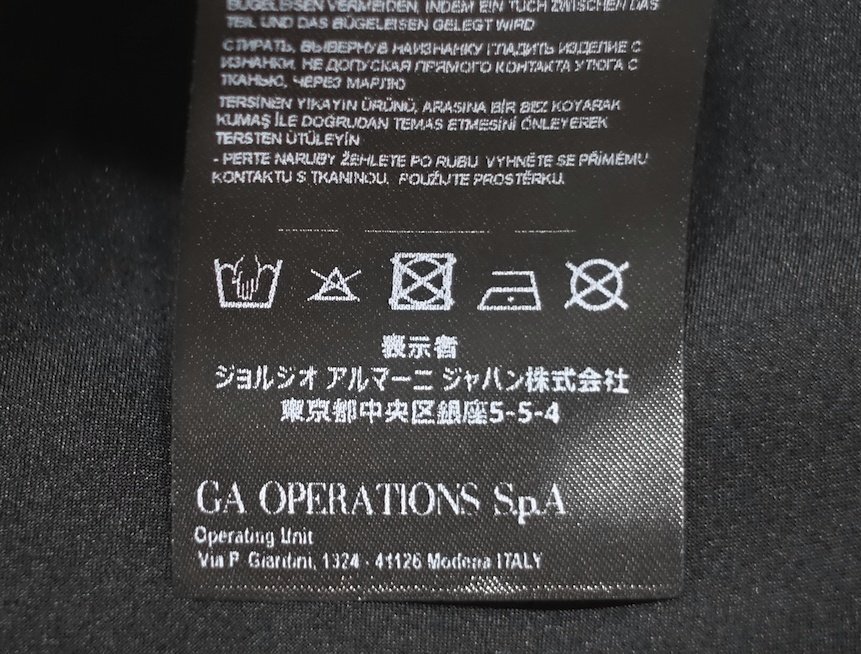 BÜGELEISEN VERMEIDEN, INDEM EIN TUCH ZWISCHEN DAS
TEIL UND DAS BÜGELEISEN GELEGT WIRD
СТИРАТЬ, ВЫВЕРНУВ НАИЗНАНКУ ГЛАДИТЬ ИЗДЕЛИЕ С
ИЗНАНКИ, НЕ ДОПУСКАЯ ПРЯМОГО КОНТАКТА УТЮГА С
ТКАНЬЮ, ЧЕРЕЗ МАРЛЮ
TERSINEN YIKAYIN ÜRÜNÜ, ARASINA BİR BEZ KOYARAK
KUMAŞ İLE DOĞRUDAN TEMAS ETMESİNİ ÖNLEYEREK
TERSTEN ÜTÜLEYİN
- PERTE NARUBY ŽEHLETE PO RUBU VYHNĚTE SE PŘÍMÉMU
KONTAKTU S TKANINOU, POUŽIJTE PROSTĚRKU.
表示者
ジョルジオ アルマーニ ジャパン株式会社
東京都中央区銀座5-5-4
GA OPERATIONS S.p.A
Operating Unit
Via P. Giardini, 1324 - 41126 Modena ITALY